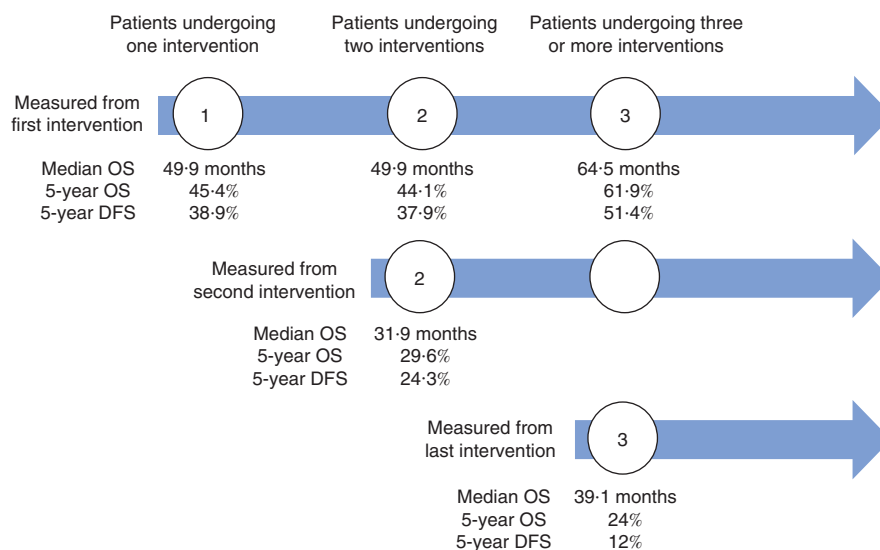 Patients undergoing one intervention
Patients undergoing two interventions
Patients undergoing three or more interventions
Measured from first intervention
1
2
3
Median OS 49·9 months 49·9 months 64·5 months
5-year OS 45·4% 44·1% 61·9%
5-year DFS 38·9% 37·9% 51·4%
Measured from second intervention
2
Median OS 31·9 months
5-year OS 29·6%
5-year DFS 24·3%
Measured from last intervention
3
Median OS 39·1 months
5-year OS 24%
5-year DFS 12%